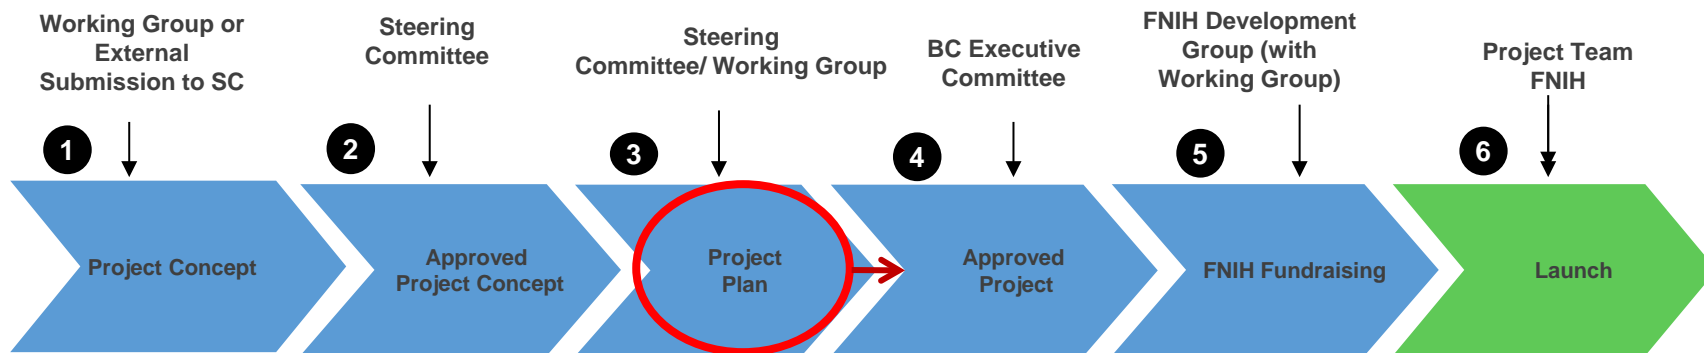 Working Group or
External
Submission to SC
Steering
Committee
Steering
Committee/ Working Group
BC Executive
Committee
FNIH Development
Group (with
Working Group)
Project Team
FNIH
1
2
3
4
5
6
Project Concept
Approved
Project Concept
Project
Plan
Approved
Project
FNIH Fundraising
Launch